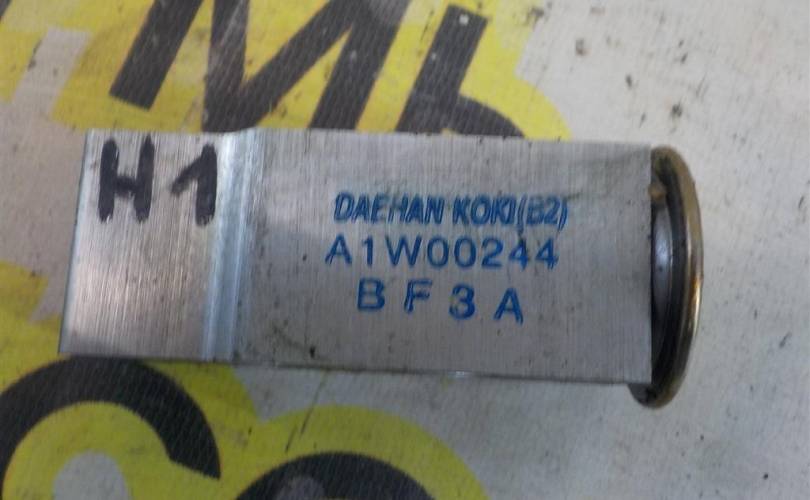 H1
DAEHAN KOKI(B2)
A1W00244
BF3A